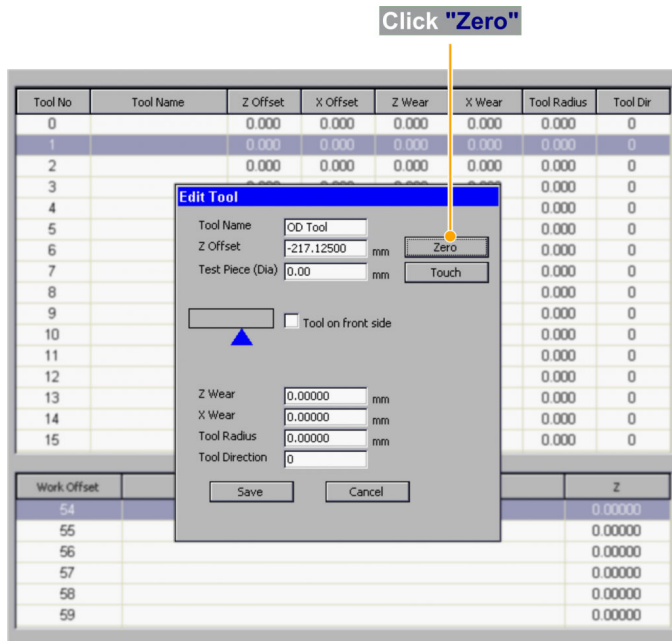 Click "Zero"
Tool No Tool Name Z Offset X Offset Z Wear X Wear Tool Radius Tool Dir
0 0.000 0.000 0.000 0.000 0.000 0
1 0.000 0.000 0.000 0.000 0.000 0
2 0.000 0.000 0.000 0.000 0.000 0
3 0.000 0
4 0.000 0
5 0.000 0
6 0.000 0
7 0.000 0
8 0.000 0
9 0.000 0
10 0.000 0
11 0.000 0
12 0.000 0
13 0.000 0
14 0.000 0
15 0.000 0
Edit Tool
Tool Name OD Tool
Z Offset -217.12500 mm Zero
Test Piece (Dia) 0.00 mm Touch
Tool on front side
Z Wear 0.00000 mm
X Wear 0.00000 mm
Tool Radius 0.00000 mm
Tool Direction 0
Save Cancel
Work Offset Z
54 0.00000
55 0.00000
56 0.00000
57 0.00000
58 0.00000
59 0.00000